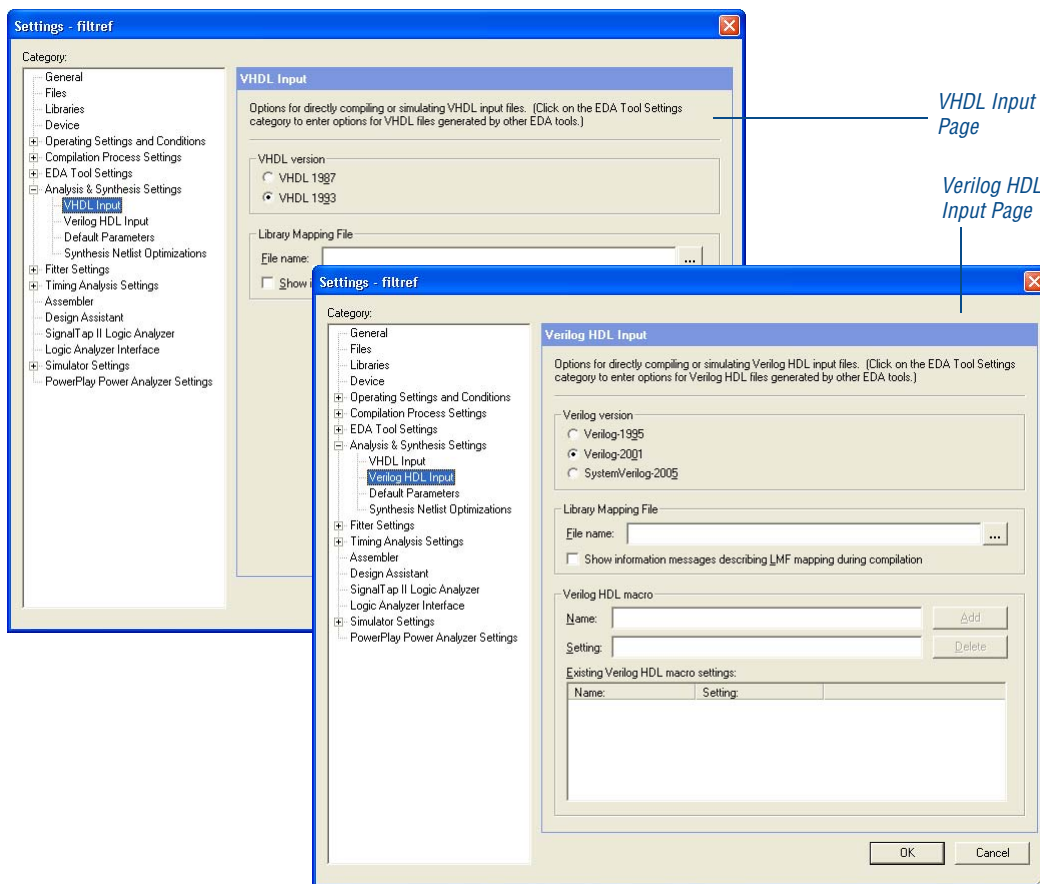 Settings - filtref
Category:
General
Files
Libraries
Device
Operating Settings and Conditions
Compilation Process Settings
EDA Tool Settings
Analysis & Synthesis Settings
VHDL Input
Verilog HDL Input
Default Parameters
Synthesis Netlist Optimizations
Fitter Settings
Timing Analysis Settings
Assembler
Design Assistant
SignalTap II Logic Analyzer
Logic Analyzer Interface
Simulator Settings
PowerPlay Power Analyzer Settings
VHDL Input
Options for directly compiling or simulating VHDL input files. (Click on the EDA Tool Settings
category to enter options for VHDL files generated by other EDA tools.)
VHDL version
VHDL 1987
VHDL 1993
Library Mapping File
File name:
...
Show i
VHDL Input
Page
Verilog HDL
Input Page
Settings - filtref
Category:
General
Files
Libraries
Device
Operating Settings and Conditions
Compilation Process Settings
EDA Tool Settings
Analysis & Synthesis Settings
VHDL Input
Verilog HDL Input
Default Parameters
Synthesis Netlist Optimizations
Fitter Settings
Timing Analysis Settings
Assembler
Design Assistant
SignalTap II Logic Analyzer
Logic Analyzer Interface
Simulator Settings
PowerPlay Power Analyzer Settings
Verilog HDL Input
Options for directly compiling or simulating Verilog HDL input files. (Click on the EDA Tool Settings
category to enter options for Verilog HDL files generated by other EDA tools.)
Verilog version
Verilog-1995
Verilog-2001
SystemVerilog-2005
Library Mapping File
File name:
...
Show information messages describing LMF mapping during compilation
Verilog HDL macro
Name:
Add
Setting:
Delete
Existing Verilog HDL macro settings:
Name: Setting:
OK Cancel